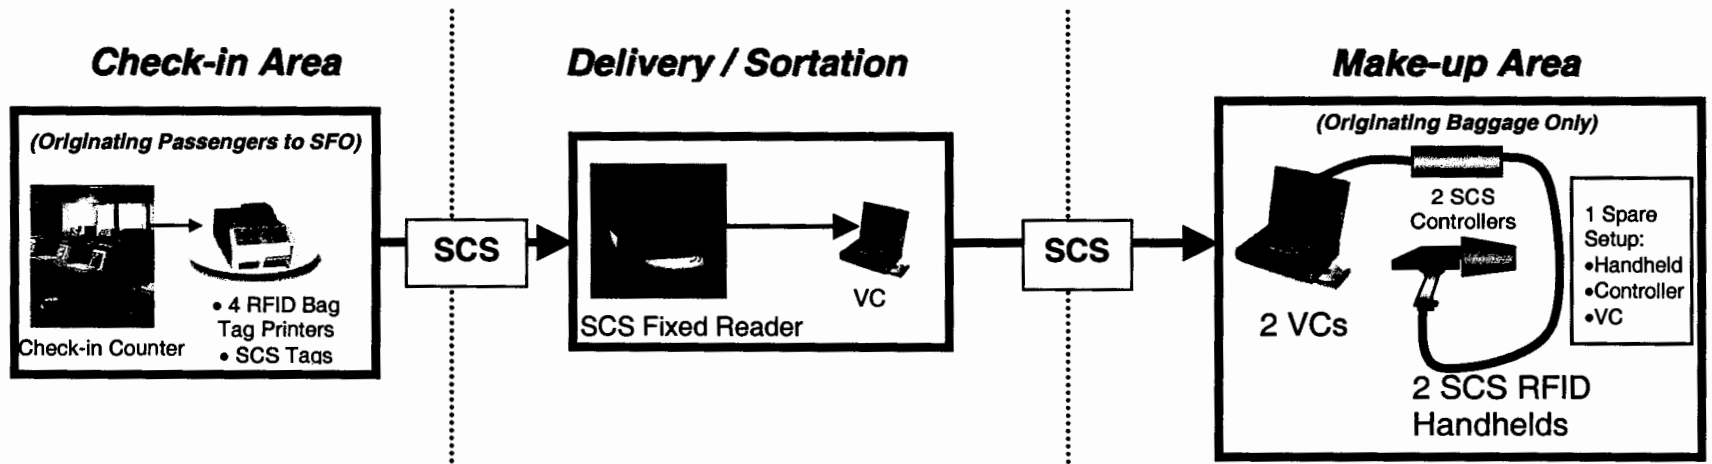 Check-in Area
(Originating Passengers to SFO)
• 4 RFID Bag
Tag Printers
• SCS Tags
Check-in Counter
SCS
Delivery / Sortation
SCS Fixed Reader
VC
SCS
Make-up Area
(Originating Baggage Only)
2 SCS
Controllers
2 VCs
2 SCS RFID
Handhelds
1 Spare
Setup:
•Handheld
•Controller
•VC